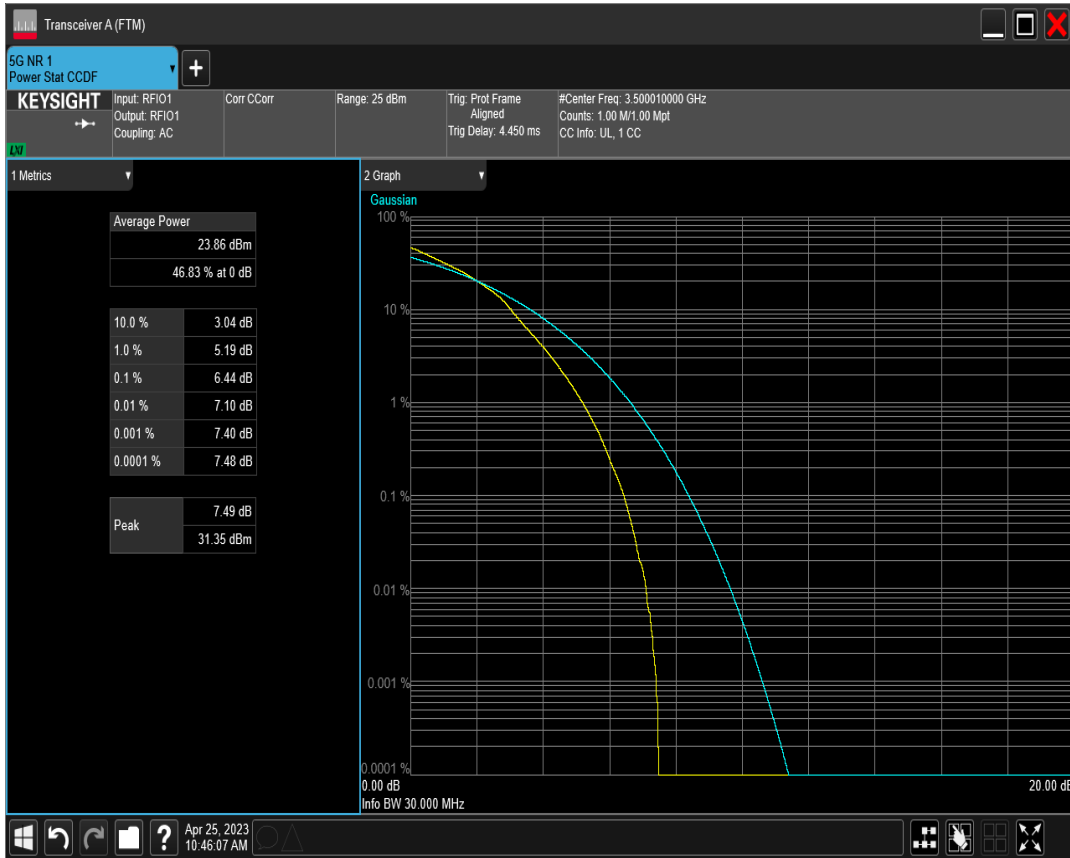 Transceiver A (FTM)
5G NR 1
Power Stat CCDF
+
KEYSIGHT
LXI
Input: RFIO1
Output: RFIO1
Coupling: AC
Corr CCorr
Range: 25 dBm
Trig: Prot Frame
Aligned
Trig Delay: 4.450 ms
#Center Freq: 3.500010000 GHz
Counts: 1.00 M/1.00 Mpt
CC Info: UL, 1 CC
1 Metrics
Average Power
23.86 dBm
46.83 % at 0 dB
10.0 % 3.04 dB
1.0 % 5.19 dB
0.1 % 6.44 dB
0.01 % 7.10 dB
0.001 % 7.40 dB
0.0001 % 7.48 dB
Peak 7.49 dB
31.35 dBm
2 Graph
Gaussian
100 %
10 %
1 %
0.1 %
0.01 %
0.001 %
0.0001 %
0.00 dB 20.00 dB
Info BW 30.000 MHz
? Apr 25, 2023
10:46:07 AM